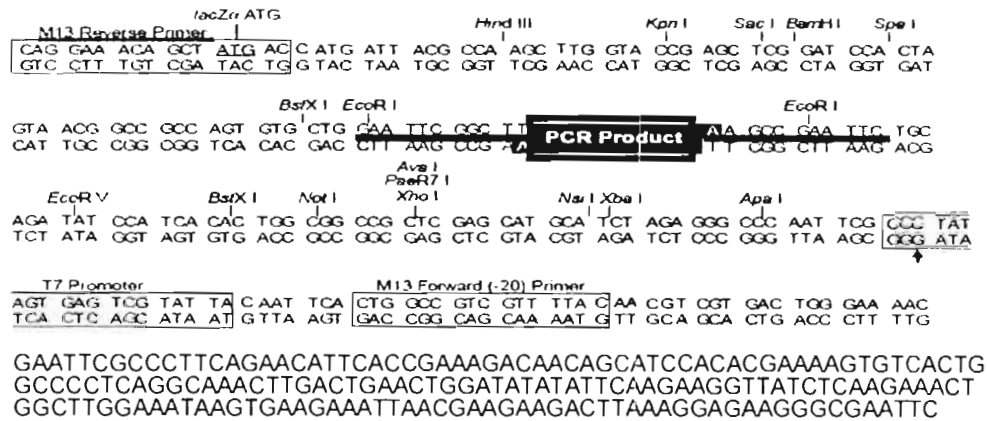 lacZα ATG
M13 Reverse Primer Hind III Kpn I Sac I BamH I Spe I
CAG GAA ACA GCT ATG ACC ATG ATT ACG CCA AGC TTG GTA CCG AGC TCG GAT CCA CTA
GTC CTT TGT CGA TAC TGG TAC TAA TGC GGT TCG AAC CAT GGC TCG AGC CTA GGT GAT
BstX I EcoR I EcoR I
GTA ACG GCC GCC AGT GTG CTG GAA TTC GGC TT PCR Product A A GCC GAA TTC TGC
CAT TGC CGG CGG TCA CAC GAC CTT AAG CCG A A TT CGG CTT AAG ACG
Ava I
PaeR7 I
EcoR V BstX I Not I Xho I Nsi I Xba I Apa I
AGA TAT CCA TCA CAC TGG CGG CCG CTC GAG CAT GCA TCT AGA GGG CCC AAT TCG CCC TAT
TCT ATA GGT AGT GTG ACC GCC GGC GAG CTC GTA CGT AGA TCT CCC GGG TTA AGC GGG ATA
T7 Promoter M13 Forward (-20) Primer
AGT GAG TCG TAT TA C AAT TCA CTG GCC GTC GTT TTA C AA CGT CGT GAC TGG GAA AAC
TCA CTC AGC ATA AT G TTA AGT GAC CGG CAG CAA AAT G TT GCA GCA CTG ACC CTT TTG
GAATTCGCCCTTCAGAACATTCACCGAAAGACAACAGCATCCACACGAAAAGTGTCACTG
GCCCCTCAGGCAAACTTGACTGAACTGGATATATATTCAAGAAGGTTATCTCAAGAAACT
GGCTTGGAAATAAGTGAAGAAATTAACGAAGAAGACTTAAAGGAGAAGGGCGAATTC